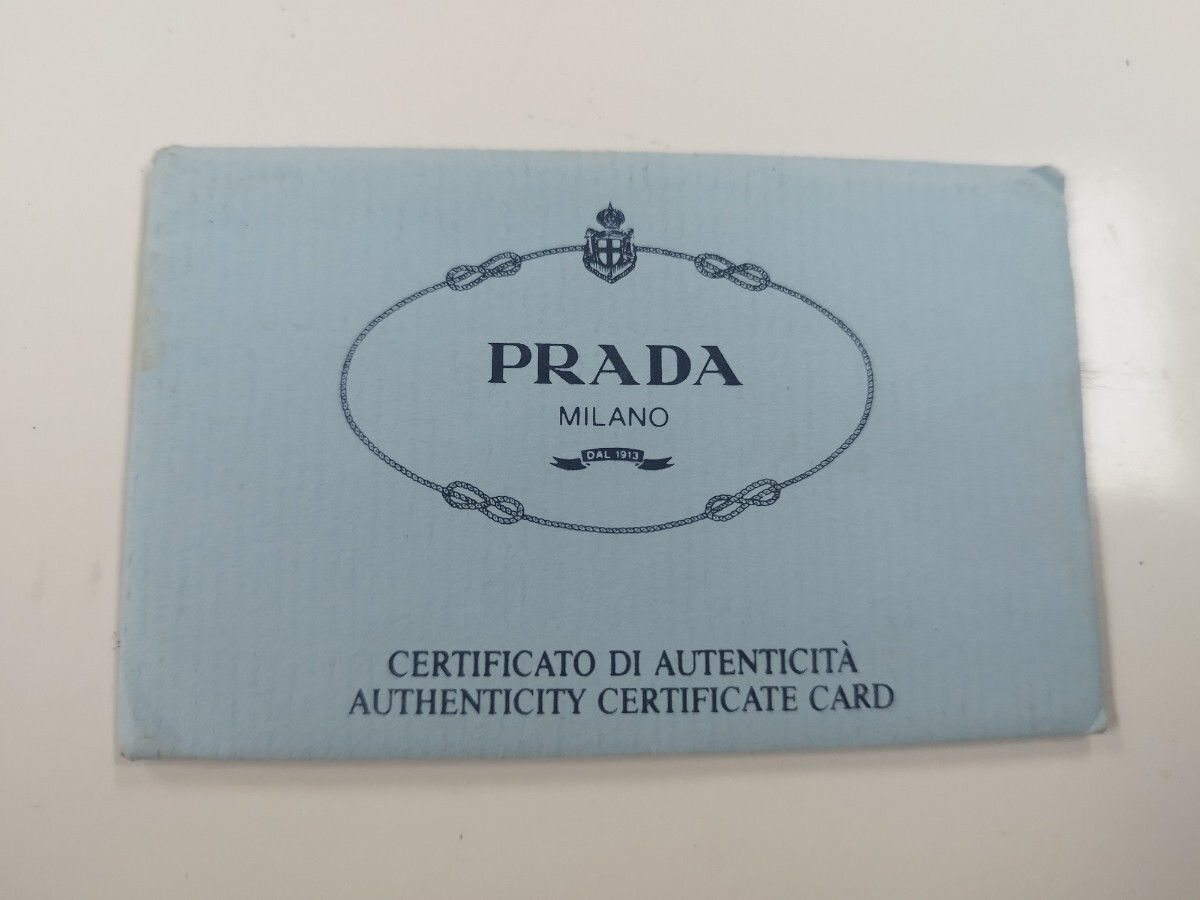 PRADA
MILANO
DAL 1913
CERTIFICATO DI AUTENTICITÀ
AUTHENTICITY CERTIFICATE CARD